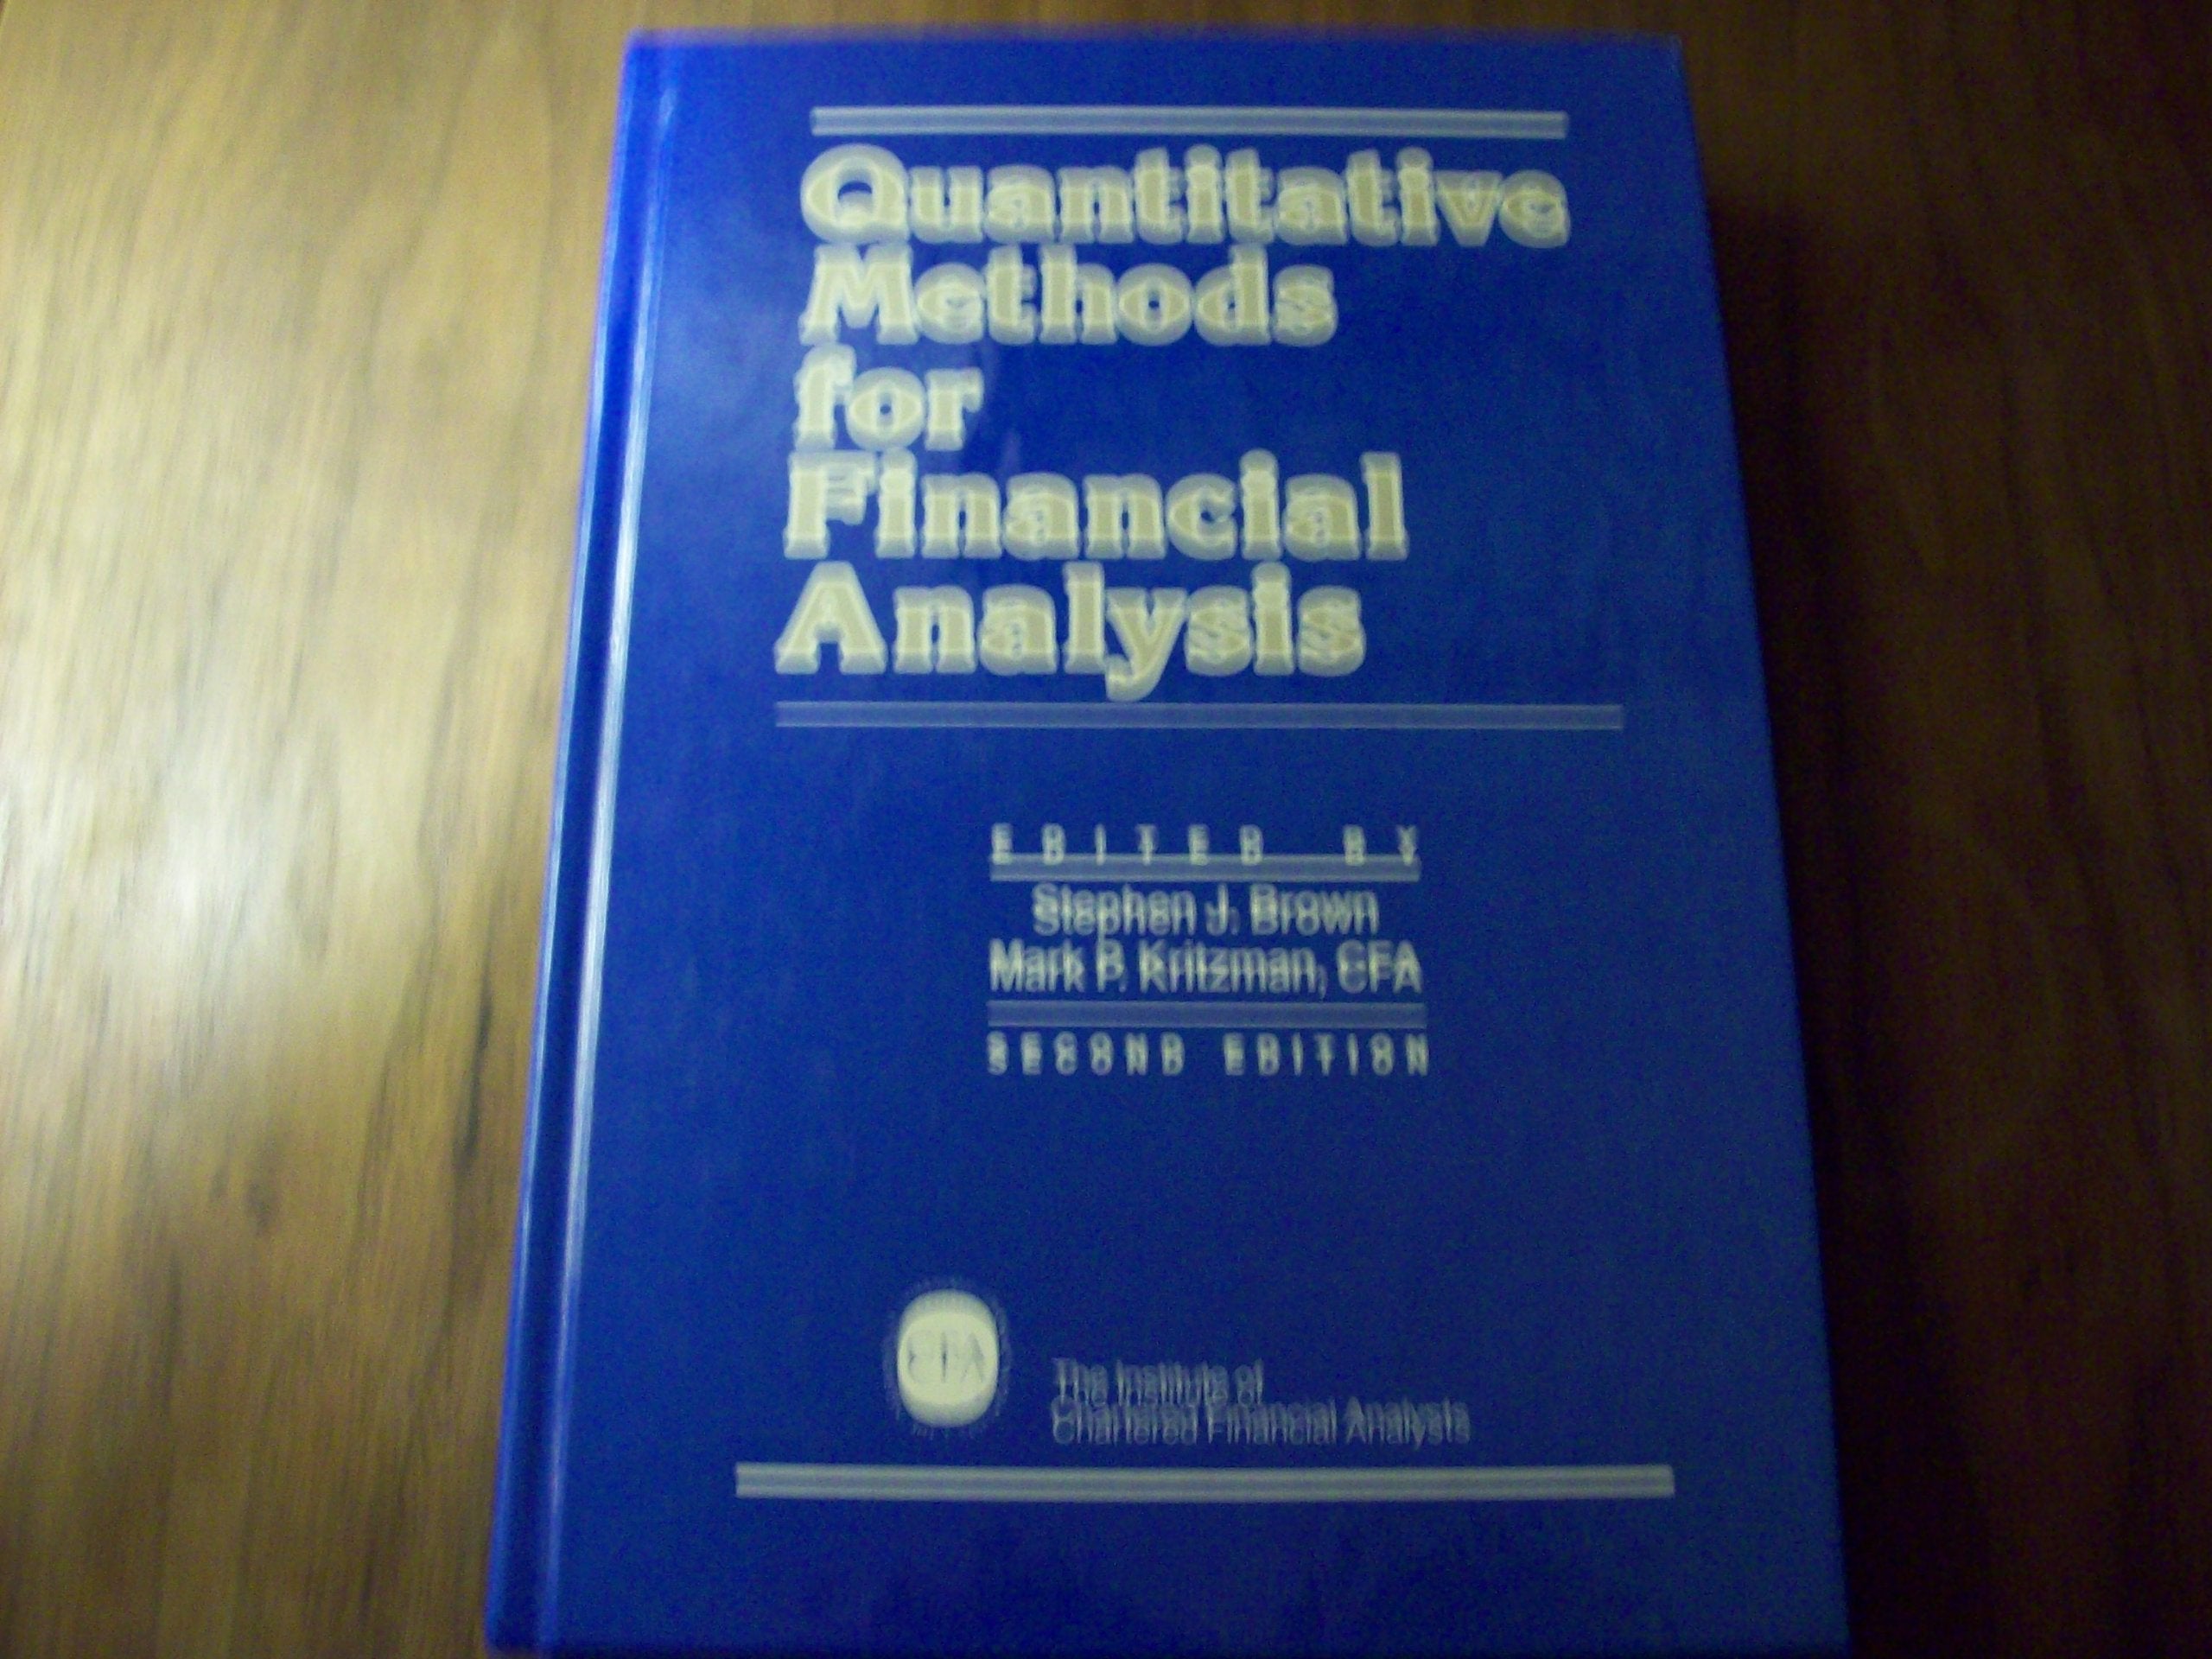 Quantitative
Methods
for
Financial
Analysis
EDITED BY
Stephen J. Brown
Mark P. Kritzman, CFA
SECOND EDITION
CFA
The Institute of
Chartered Financial Analysts